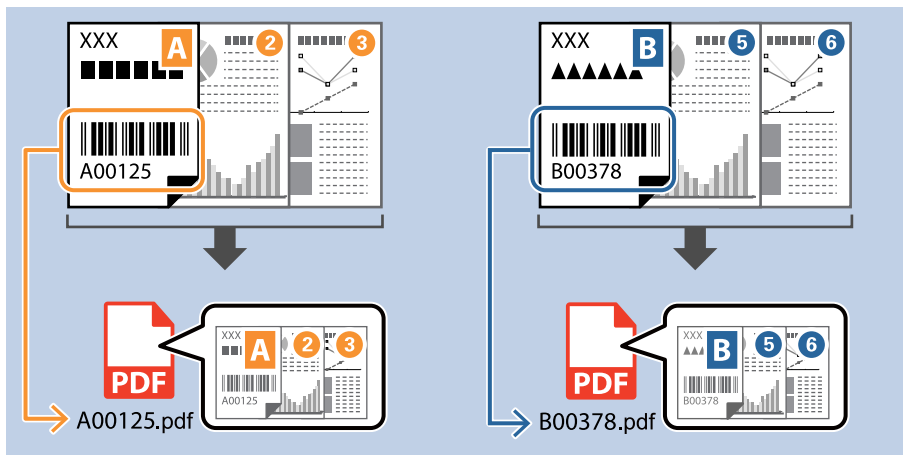 XXX
A
2
3
A00125
XXX
B
5
6
B00378
PDF
XXX
A
2
3
A00125
A00125.pdf
PDF
XXX
B
5
6
B00378
B00378.pdf